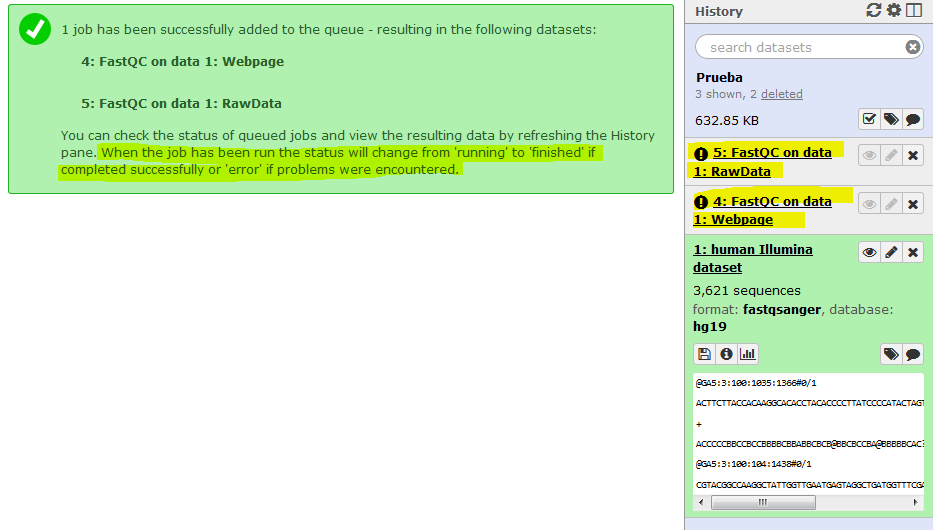 1 job has been successfully added to the queue - resulting in the following datasets:
4: FastQC on data 1: Webpage
5: FastQC on data 1: RawData
You can check the status of queued jobs and view the resulting data by refreshing the History
pane. When the job has been run the status will change from 'running' to 'finished' if
completed successfully or 'error' if problems were encountered.
History
search datasets
Prueba
3 shown, 2 deleted
632.85 KB
5: FastQC on data
1: RawData
4: FastQC on data
1: Webpage
1: human Illumina
dataset
3,621 sequences
format: fastqsanger, database:
hg19
@GA5:3:100:1035:1366#0/1
ACTTCTTACCACAAGGCACACCTACACCCCTTATCCCCATACTAGT
+
ACCCCCBBCCBCCBBBBCBBABBCBCB@BBCBCCBA@BBBBBCAC?
@GA5:3:100:104:1438#0/1
CGTACGGCCAAGGCTATTGGTTGAATGAGTAGGCTGATGGTTTCGA